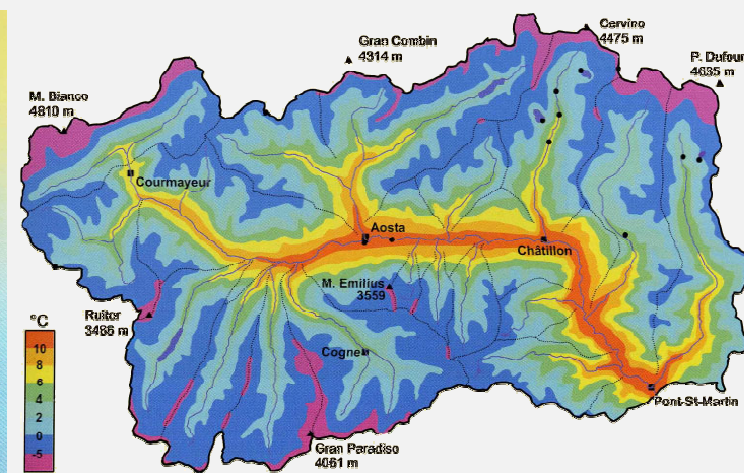 Cervino
4475 m
Gran Combin
4314 m
P. Dufour
4635 m
M. Bianco
4810 m
Courmayeur
Aosta
Châtillon
M. Emilius
3559
Ruitor
3486 m
°C
10
8
6
4
2
0
-5
Cogne
Pont-St-Martin
Gran Paradiso
4061 m